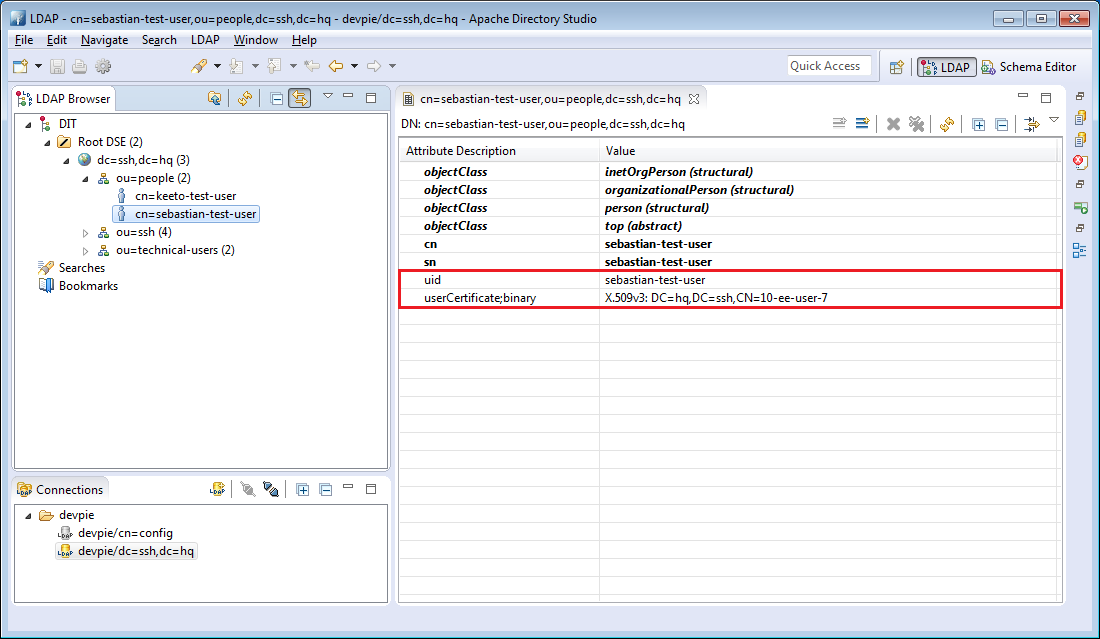 LDAP - cn=sebastian-test-user,ou=people,dc=ssh,dc=hq - devpie/dc=ssh,dc=hq - Apache Directory Studio
File Edit Navigate Search LDAP Window Help
Quick Access LDAP Schema Editor
LDAP Browser
DIT
Root DSE (2)
dc=ssh,dc=hq (3)
ou=people (2)
cn=keeto-test-user
cn=sebastian-test-user
ou=ssh (4)
ou=technical-users (2)
Searches
Bookmarks
Connections
devpie
devpie/cn=config
devpie/dc=ssh,dc=hq
cn=sebastian-test-user,ou=people,dc=ssh,dc=hq
DN: cn=sebastian-test-user,ou=people,dc=ssh,dc=hq
Attribute Description Value
objectClass inetOrgPerson (structural)
objectClass organizationalPerson (structural)
objectClass person (structural)
objectClass top (abstract)
cn sebastian-test-user
sn sebastian-test-user
uid sebastian-test-user
userCertificate;binary X.509v3: DC=hq,DC=ssh,CN=10-ee-user-7